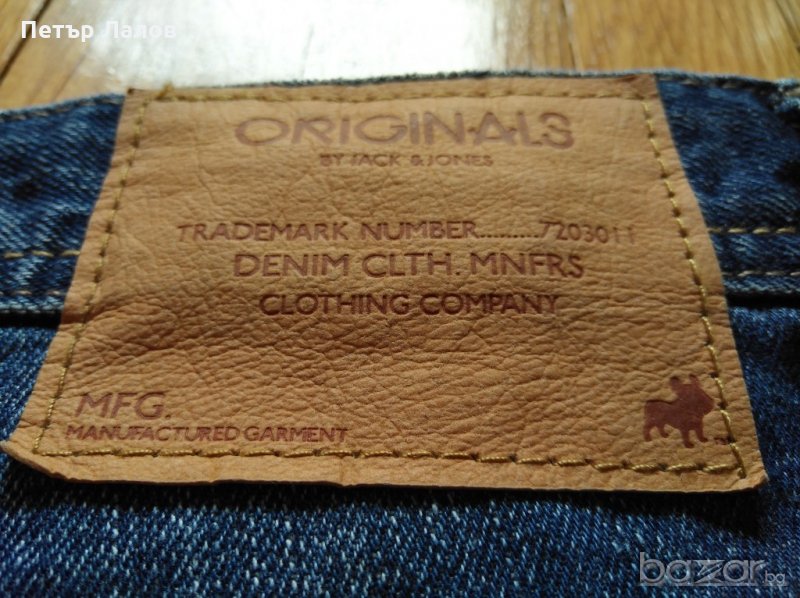 Петър Лалов
ORIGINALS
BY JACK & JONES
TRADEMARK NUMBER.........7203011
DENIM CLTH. MNFRS
CLOTHING COMPANY
MFG.
MANUFACTURED GARMENT
bazar.bg